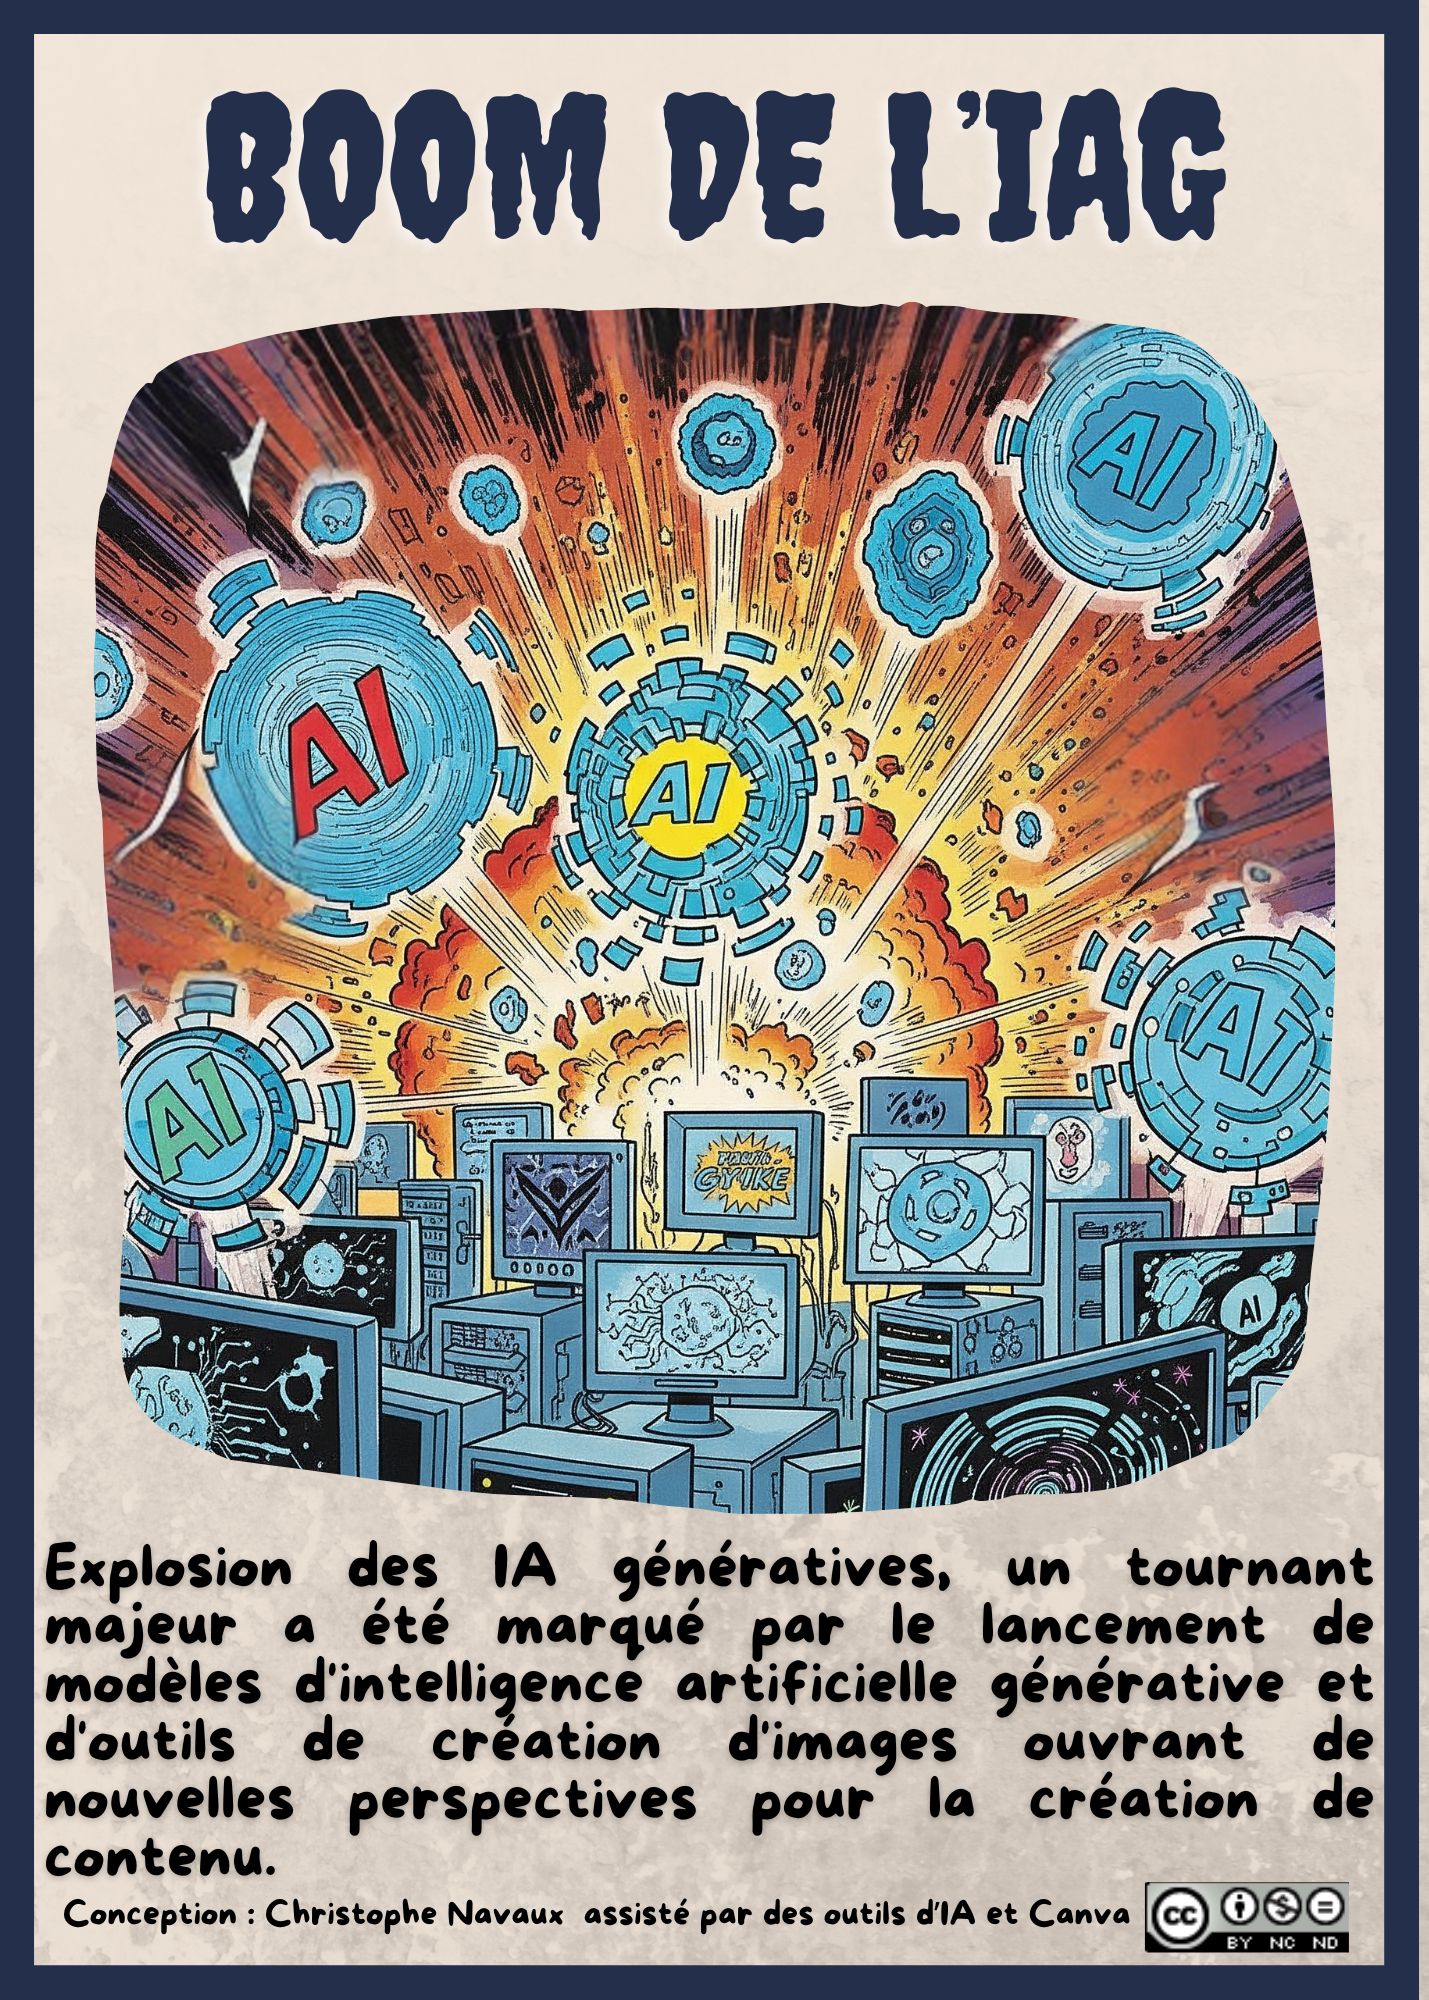 BOOM DE L'IAG
AI
AI
AI
AI
AI
GYIKE
AI
Explosion des IA génératives, un tournant
majeur a été marqué par le lancement de
modèles d'intelligence artificielle générative et
d'outils de création d'images ouvrant de
nouvelles perspectives pour la création de
contenu.
Conception : Christophe Navaux assisté par des outils d'IA et Canva
cc
BY NC ND